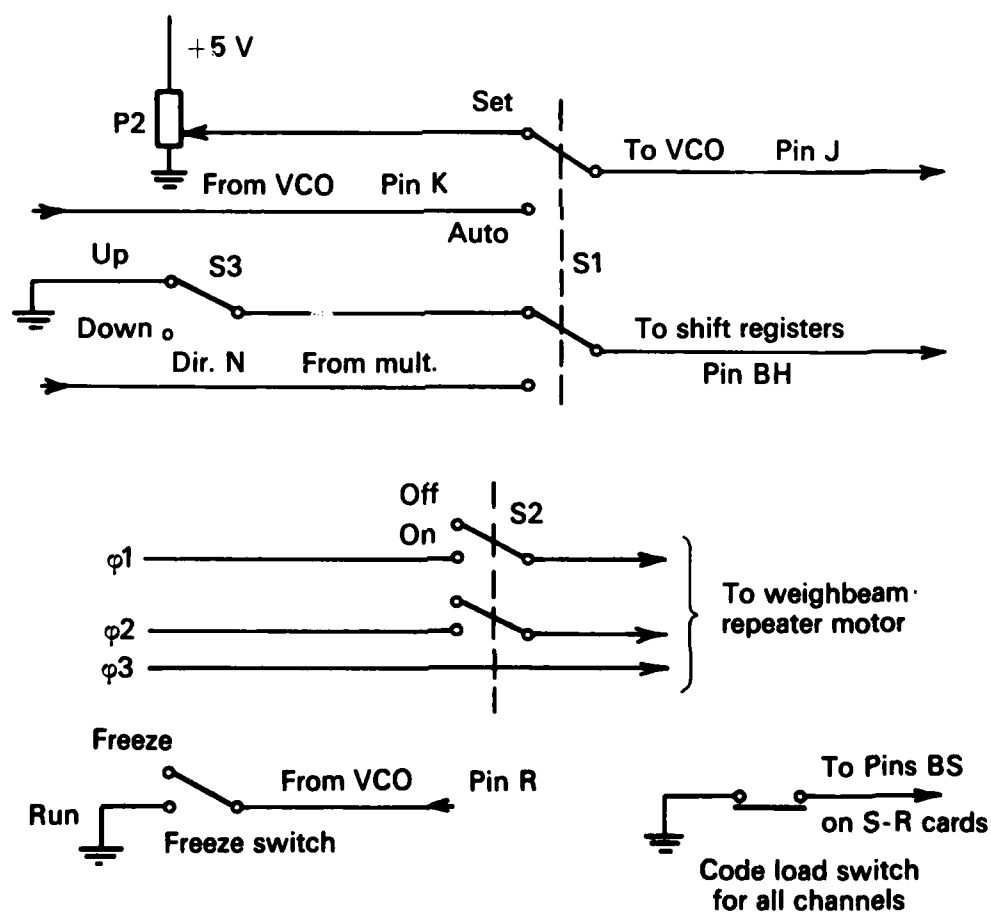 +5 V
P2
Set
To VCO Pin J
From VCO Pin K
Auto
Up
S3
S1
Down
To shift registers
Dir. N From mult.
Pin BH
Off
S2
On
φ1
To weighbeam
repeater motor
φ2
φ3
Freeze
From VCO Pin R
Run
Freeze switch
To Pins BS
on S-R cards
Code load switch
for all channels